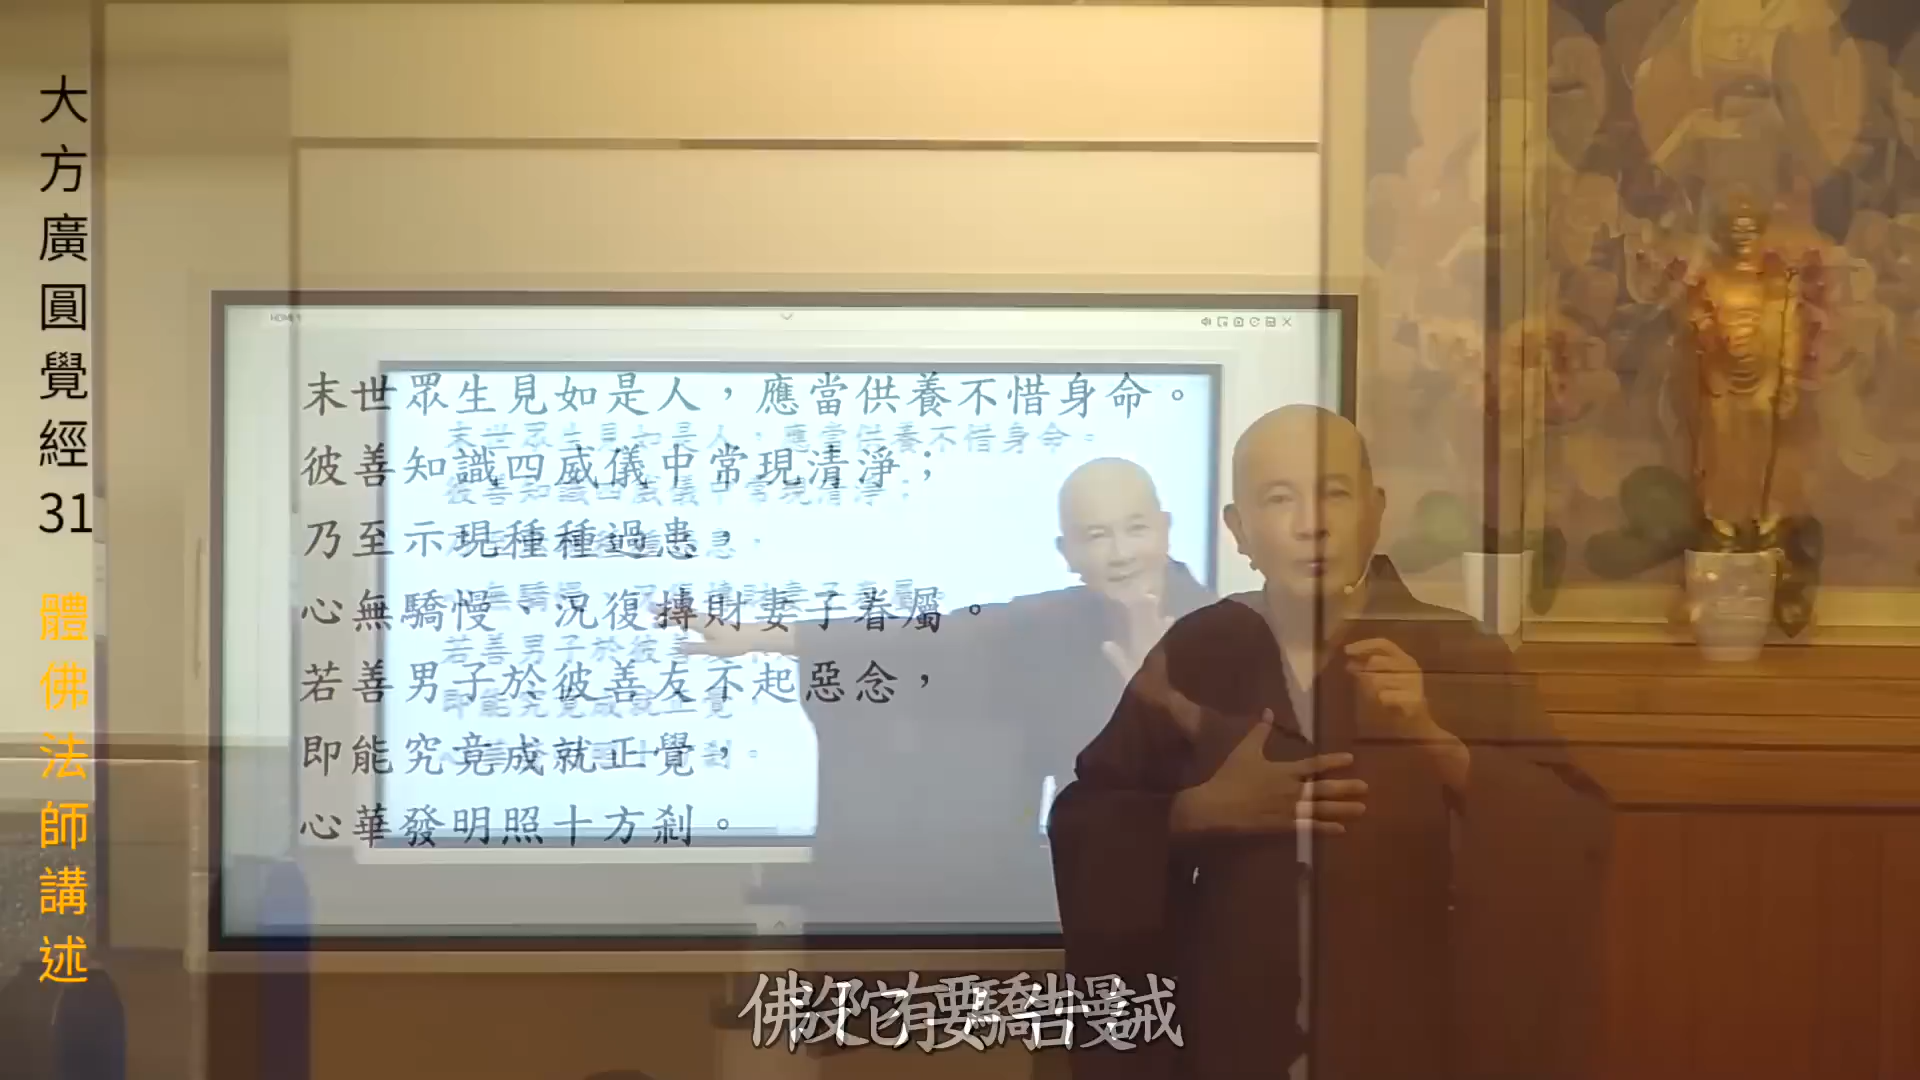 大方廣圓覺經31 體佛法師講述
末世眾生見如是人，應當供養不惜身命。
彼善知識四威儀中常現清淨；
乃至示現種種過患，
心無驕慢、況復摶財妻子眷屬。
若善男子於彼善友不起惡念，
即能究竟成就正覺，
心華發明照十方剎。